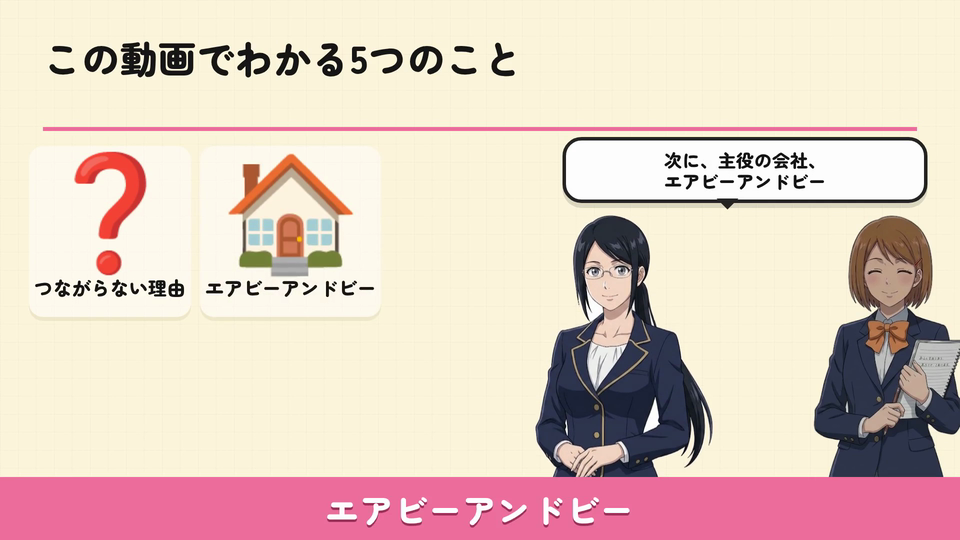 この動画でわかる5つのこと
つながらない理由
エアビーアンドビー
次に、主役の会社、
エアビーアンドビー
エアビーアンドビー